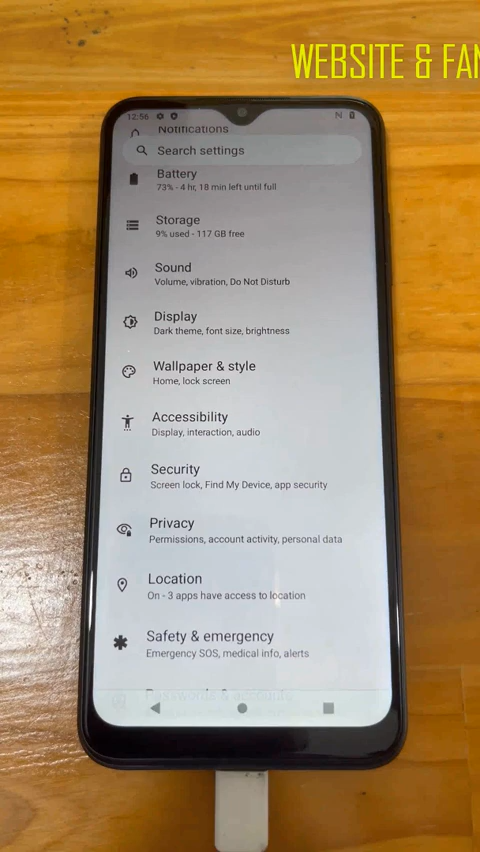 WEBSITE & FAN
12:56
N
Notifications
Search settings
Battery
73% - 4 hr, 18 min left until full
Storage
9% used - 117 GB free
Sound
Volume, vibration, Do Not Disturb
Display
Dark theme, font size, brightness
Wallpaper & style
Home, lock screen
Accessibility
Display, interaction, audio
Security
Screen lock, Find My Device, app security
Privacy
Permissions, account activity, personal data
Location
On - 3 apps have access to location
Safety & emergency
Emergency SOS, medical info, alerts
Passwords & accounts